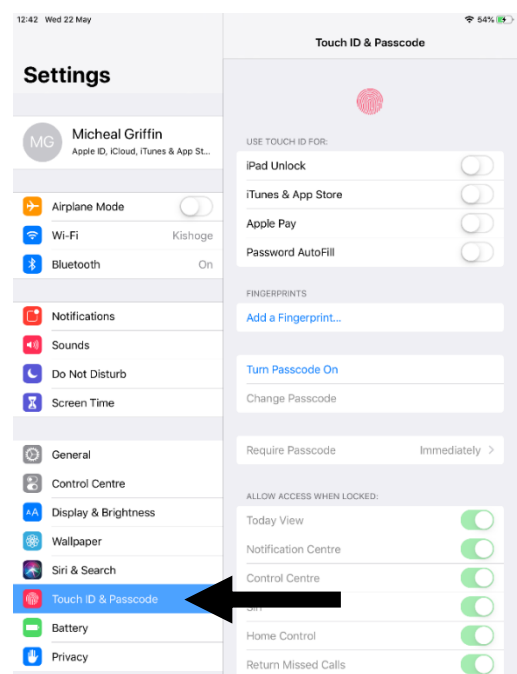 12:42 Wed 22 May
54%
Settings
MG
Micheal Griffin
Apple ID, iCloud, iTunes & App St...
Airplane Mode
Wi-Fi Kishoge
Bluetooth On
Notifications
Sounds
Do Not Disturb
Screen Time
General
Control Centre
AA Display & Brightness
Wallpaper
Siri & Search
Touch ID & Passcode
Battery
Privacy
Touch ID & Passcode
USE TOUCH ID FOR:
iPad Unlock
iTunes & App Store
Apple Pay
Password AutoFill
FINGERPRINTS
Add a Fingerprint...
Turn Passcode On
Change Passcode
Require Passcode Immediately
ALLOW ACCESS WHEN LOCKED:
Today View
Notification Centre
Control Centre
Siri
Home Control
Return Missed Calls